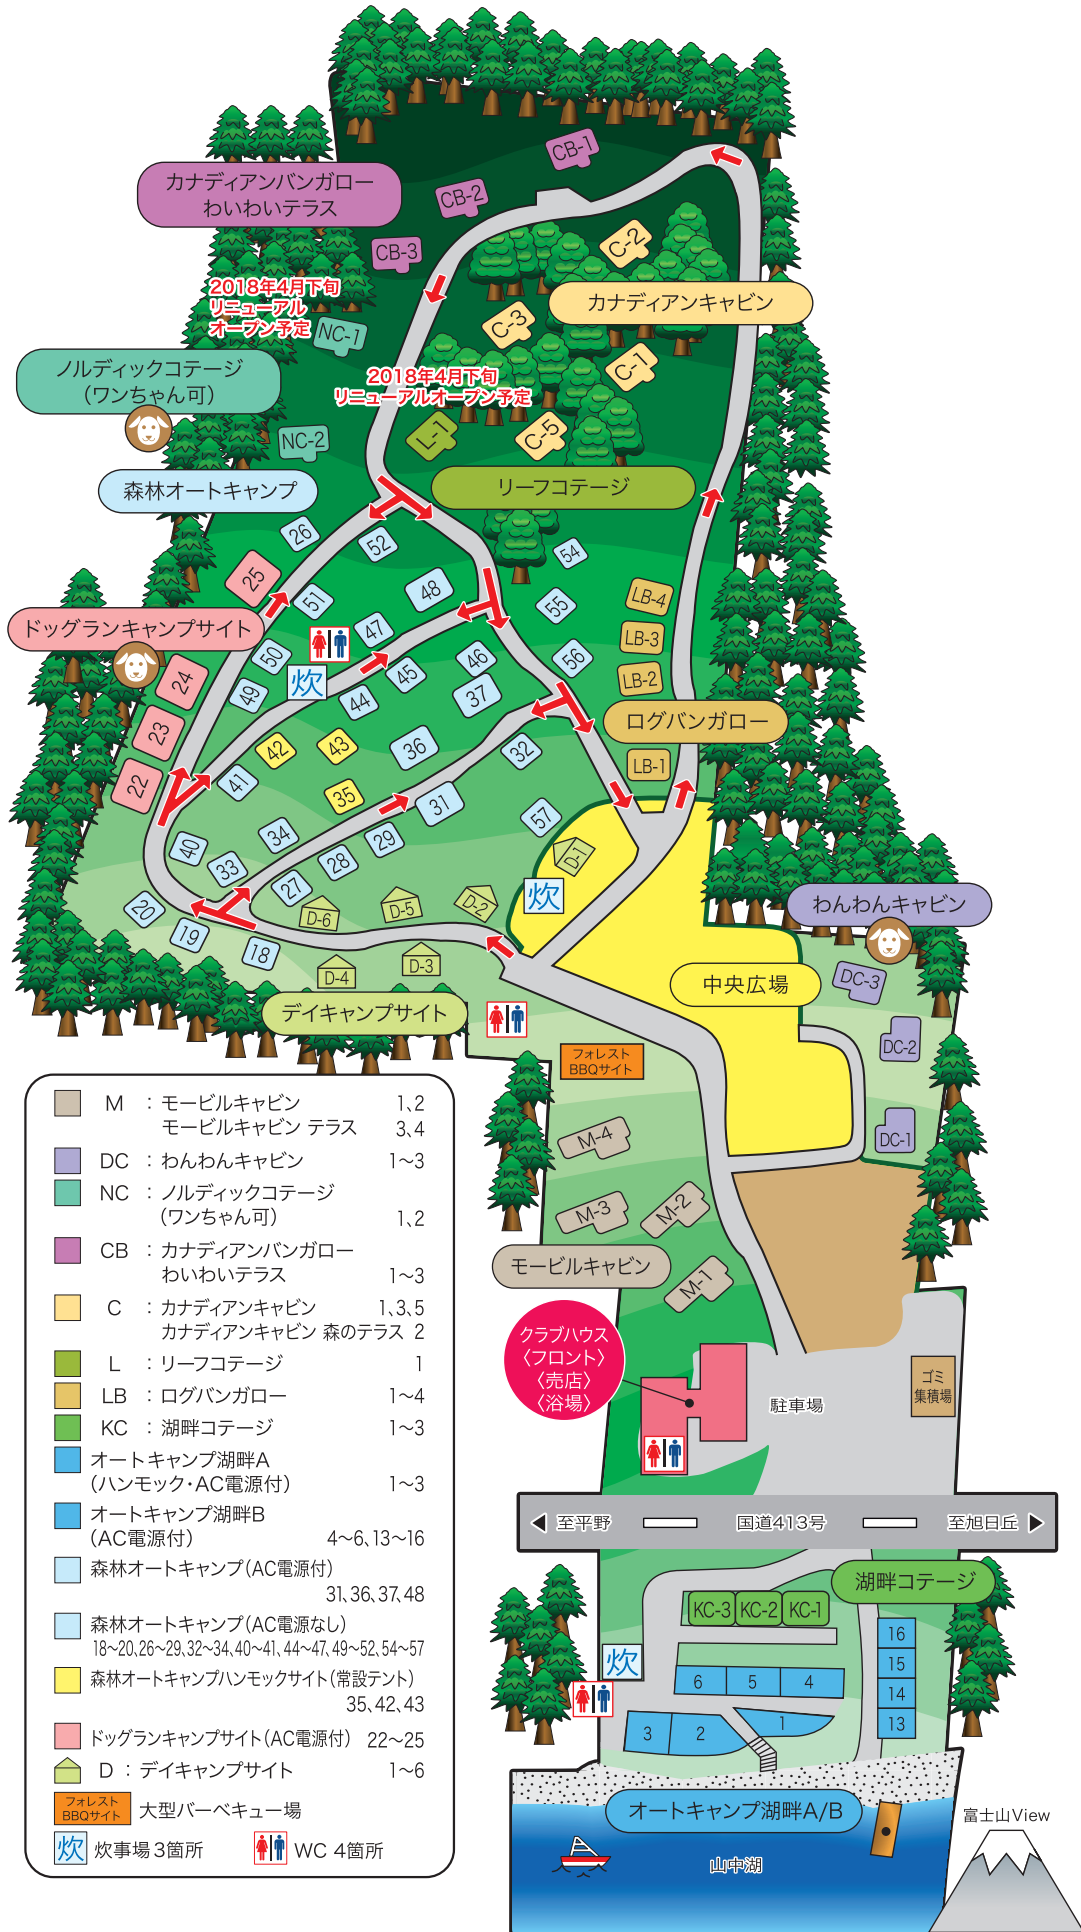 CB-1
カナディアンバンガロー
わいわいテラス
CB-2
C-2
CB-3
2018年4月下旬
リニューアル
オープン予定
カナディアンキャビン
NC-1
C-3
ノルディックコテージ
(ワンちゃん可)
C-1
2018年4月下旬
リニューアルオープン予定
NC-2
L-1
C-5
森林オートキャンプ
リーフコテージ
26
52
54
25
51
48
LB-4
55
ドッグランキャンプサイト
47
LB-3
50
46
56
24
炊
45
LB-2
49
44
37
23
ログバンガロー
42
43
36
32
LB-1
22
41
35
31
57
34
29
40
33
28
D-1
27
炊
20
D-6
D-5
D-2
わんわんキャビン
19
18
D-4
D-3
DC-3
中央広場
デイキャンプサイト
DC-2
フォレスト
BBQサイト
DC-1
M-4
M-3
M-2
モービルキャビン
M-1
クラブハウス
〈フロント〉
〈売店〉
〈浴場〉
駐車場
ゴミ
集積場
至平野
国道413号
至旭日丘
湖畔コテージ
KC-3
KC-2
KC-1
16
炊
15
6
5
4
14
3
2
1
13
オートキャンプ湖畔A/B
富士山View
山中湖
M : モービルキャビン 1、2
モービルキャビン テラス 3、4
DC : わんわんキャビン 1~3
NC : ノルディックコテージ
(ワンちゃん可) 1、2
CB : カナディアンバンガロー
わいわいテラス 1~3
C : カナディアンキャビン 1、3、5
カナディアンキャビン 森のテラス 2
L : リーフコテージ 1
LB : ログバンガロー 1~4
KC : 湖畔コテージ 1~3
オートキャンプ湖畔A
(ハンモック・AC電源付) 1~3
オートキャンプ湖畔B
(AC電源付) 4~6、13~16
森林オートキャンプ(AC電源付)
31、36、37、48
森林オートキャンプ(AC電源なし)
18~20、26~29、32~34、40~41、44~47、49~52、54~57
森林オートキャンプハンモックサイト(常設テント)
35、42、43
ドッグランキャンプサイト(AC電源付) 22~25
D : デイキャンプサイト 1~6
フォレスト
BBQサイト
大型バーベキュー場
炊 炊事場3箇所 WC 4箇所